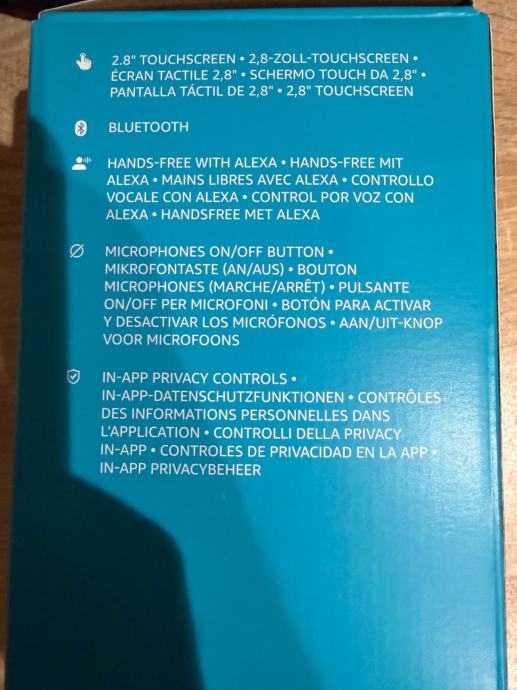 2.8" TOUCHSCREEN • 2,8-ZOLL-TOUCHSCREEN •
ÉCRAN TACTILE 2,8" • SCHERMO TOUCH DA 2,8" •
PANTALLA TÁCTIL DE 2,8" • 2,8" TOUCHSCREEN
BLUETOOTH
HANDS-FREE WITH ALEXA • HANDS-FREE MIT
ALEXA • MAINS LIBRES AVEC ALEXA • CONTROLLO
VOCALE CON ALEXA • CONTROL POR VOZ CON
ALEXA • HANDSFREE MET ALEXA
MICROPHONES ON/OFF BUTTON •
MIKROFONTASTE (AN/AUS) • BOUTON
MICROPHONES (MARCHE/ARRÊT) • PULSANTE
ON/OFF PER MICROFONI • BOTÓN PARA ACTIVAR
Y DESACTIVAR LOS MICRÓFONOS • AAN/UIT-KNOP
VOOR MICROFOONS
IN-APP PRIVACY CONTROLS •
IN-APP-DATENSCHUTZFUNKTIONEN • CONTRÔLES
DES INFORMATIONS PERSONNELLES DANS
L'APPLICATION • CONTROLLI DELLA PRIVACY
IN-APP • CONTROLES DE PRIVACIDAD EN LA APP •
IN-APP PRIVACYBEHEER